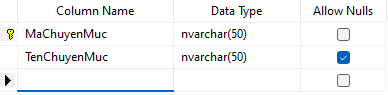 Column Name Data Type Allow Nulls
MaChuyenMuc nvarchar(50)
TenChuyenMuc nvarchar(50)